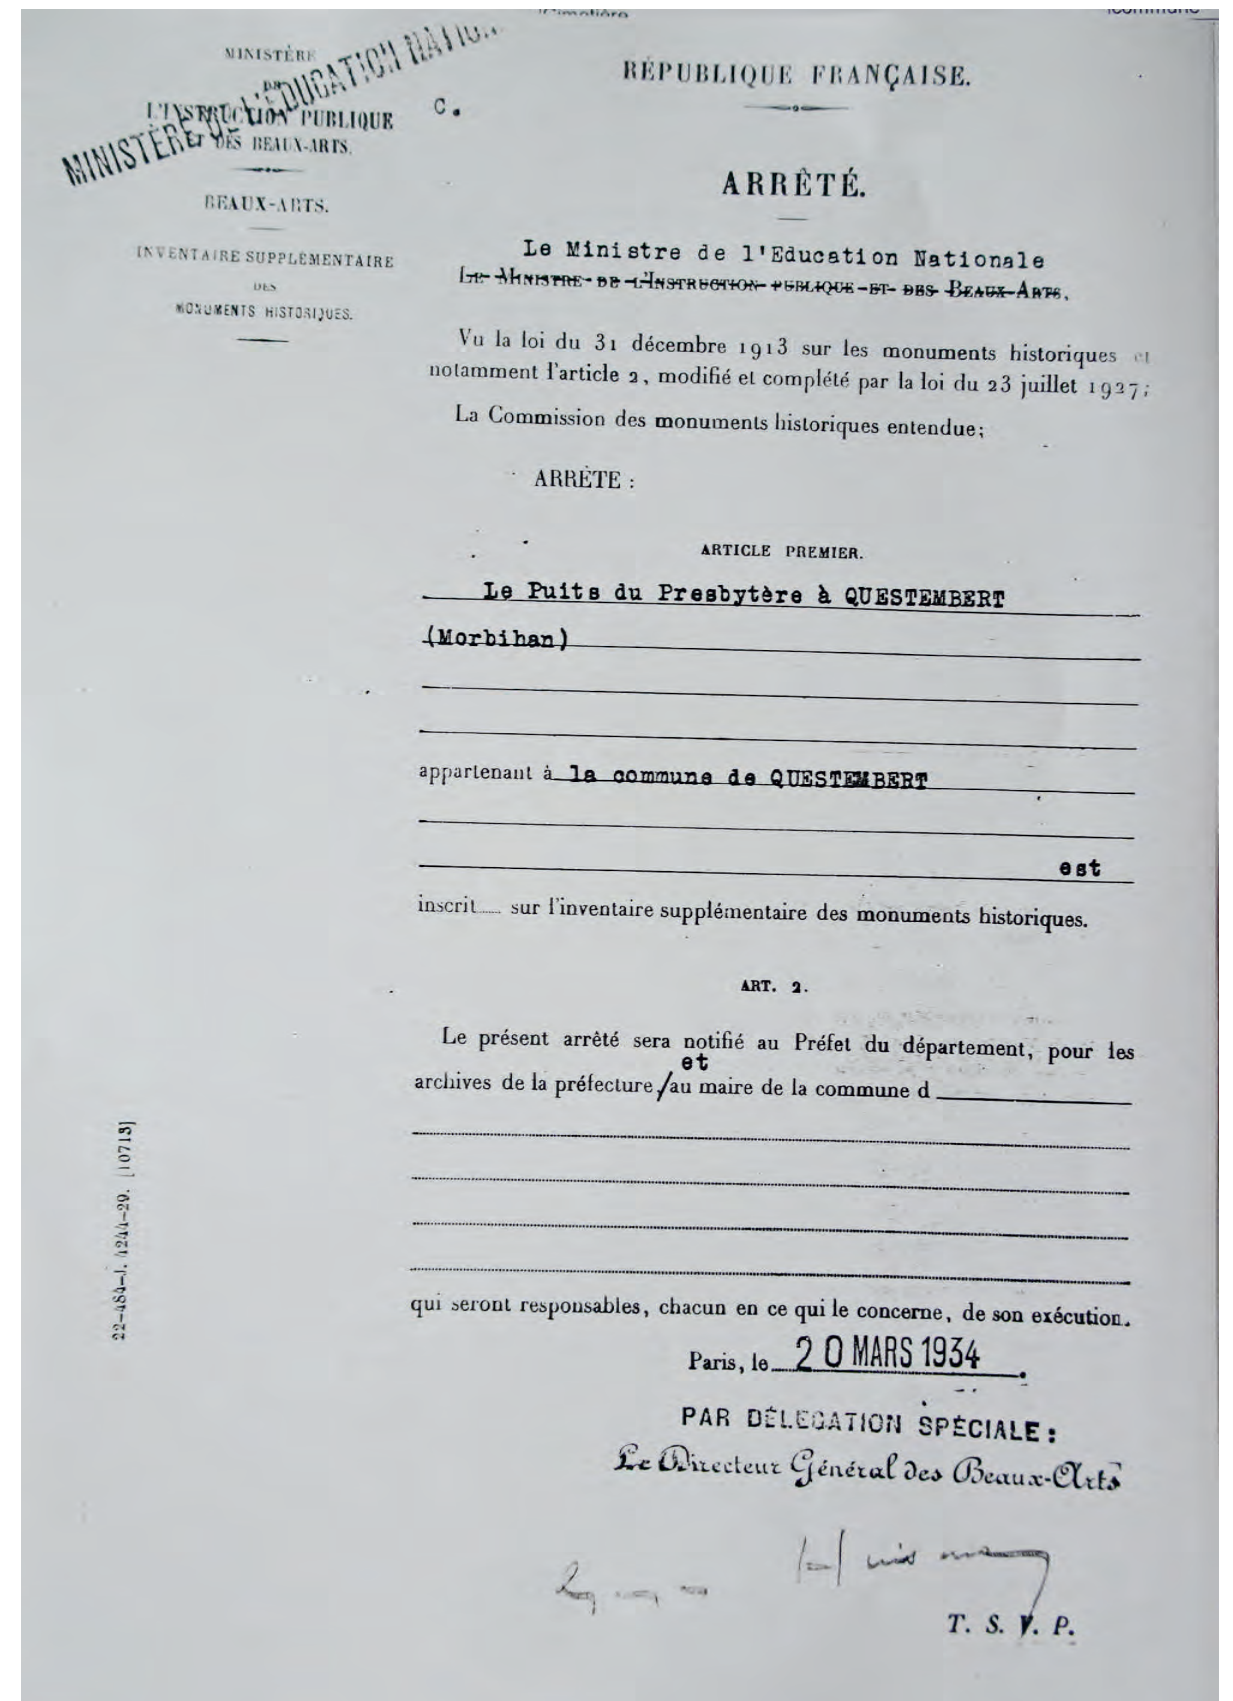 MINISTÈRE
DE
L'INSTRUCTION PUBLIQUE
ET DES BEAUX-ARTS.
MINISTÈRE DE L'ÉDUCATION NATION
BEAUX-ARTS.
INVENTAIRE SUPPLÉMENTAIRE
DES
MONUMENTS HISTORIQUES.
C.
RÉPUBLIQUE FRANÇAISE.
ARRÊTÉ.
Le Ministre de l'Education Nationale
LE MINISTRE DE L'INSTRUCTION PUBLIQUE ET DES BEAUX-ARTS,
Vu la loi du 31 décembre 1913 sur les monuments historiques et
notamment l'article 2, modifié et complété par la loi du 23 juillet 1927;
La Commission des monuments historiques entendue;
ARRÊTE :
ARTICLE PREMIER.
Le Puits du Presbytère à QUESTEMBERT
(Morbihan)
appartenant à la commune de QUESTEMBERT
est
inscrit sur l'inventaire supplémentaire des monuments historiques.
ART. 2.
Le présent arrêté sera notifié au Préfet du département, pour les
et
archives de la préfecture / au maire de la commune d
qui seront responsables, chacun en ce qui le concerne, de son exécution.
Paris, le 20 MARS 1934.
PAR DÉLÉGATION SPÉCIALE :
Le Directeur Général des Beaux-Arts
T. S. V. P.
22-484-J. 4244-29. [10713]